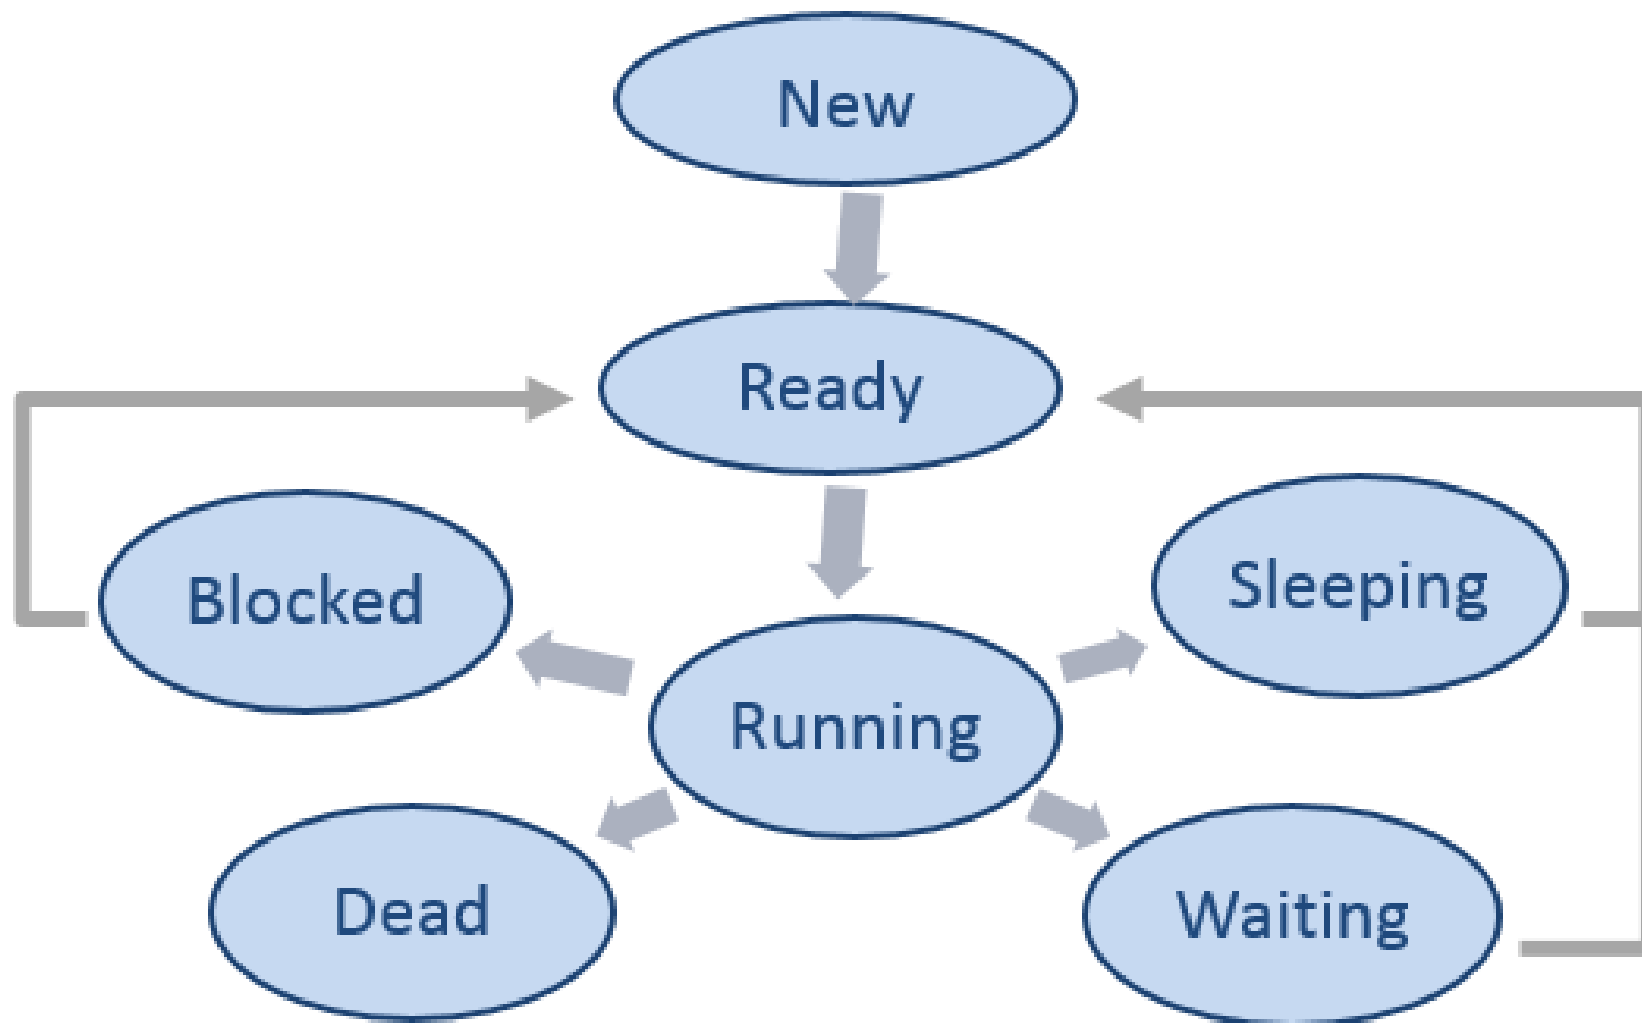 New
Ready
Blocked
Sleeping
Running
Dead
Waiting